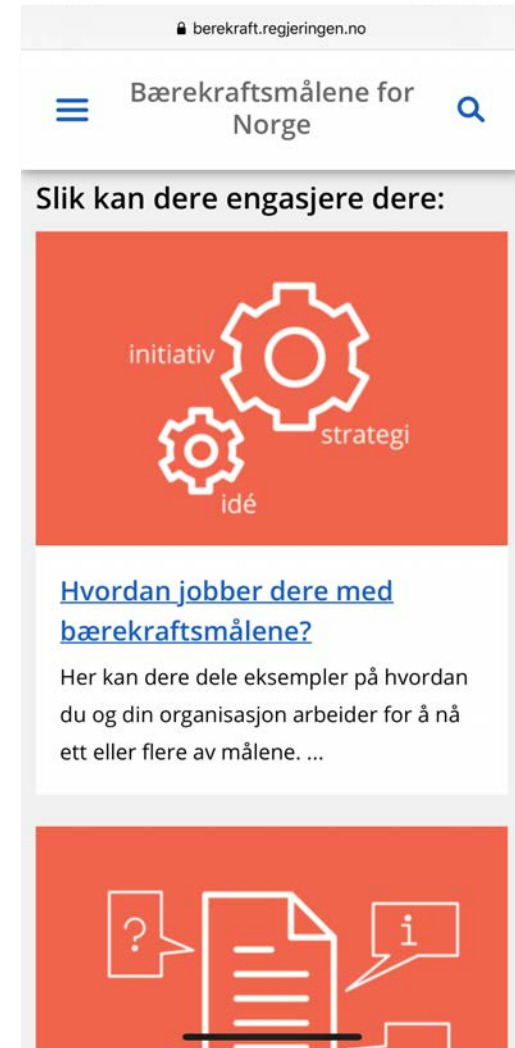 berekraft.regjeringen.no
Bærekraftsmålene for
Norge
Slik kan dere engasjere dere:
initiativ
strategi
idé
Hvordan jobber dere med
bærekraftsmålene?
Her kan dere dele eksempler på hvordan
du og din organisasjon arbeider for å nå
ett eller flere av målene. ...
?
i